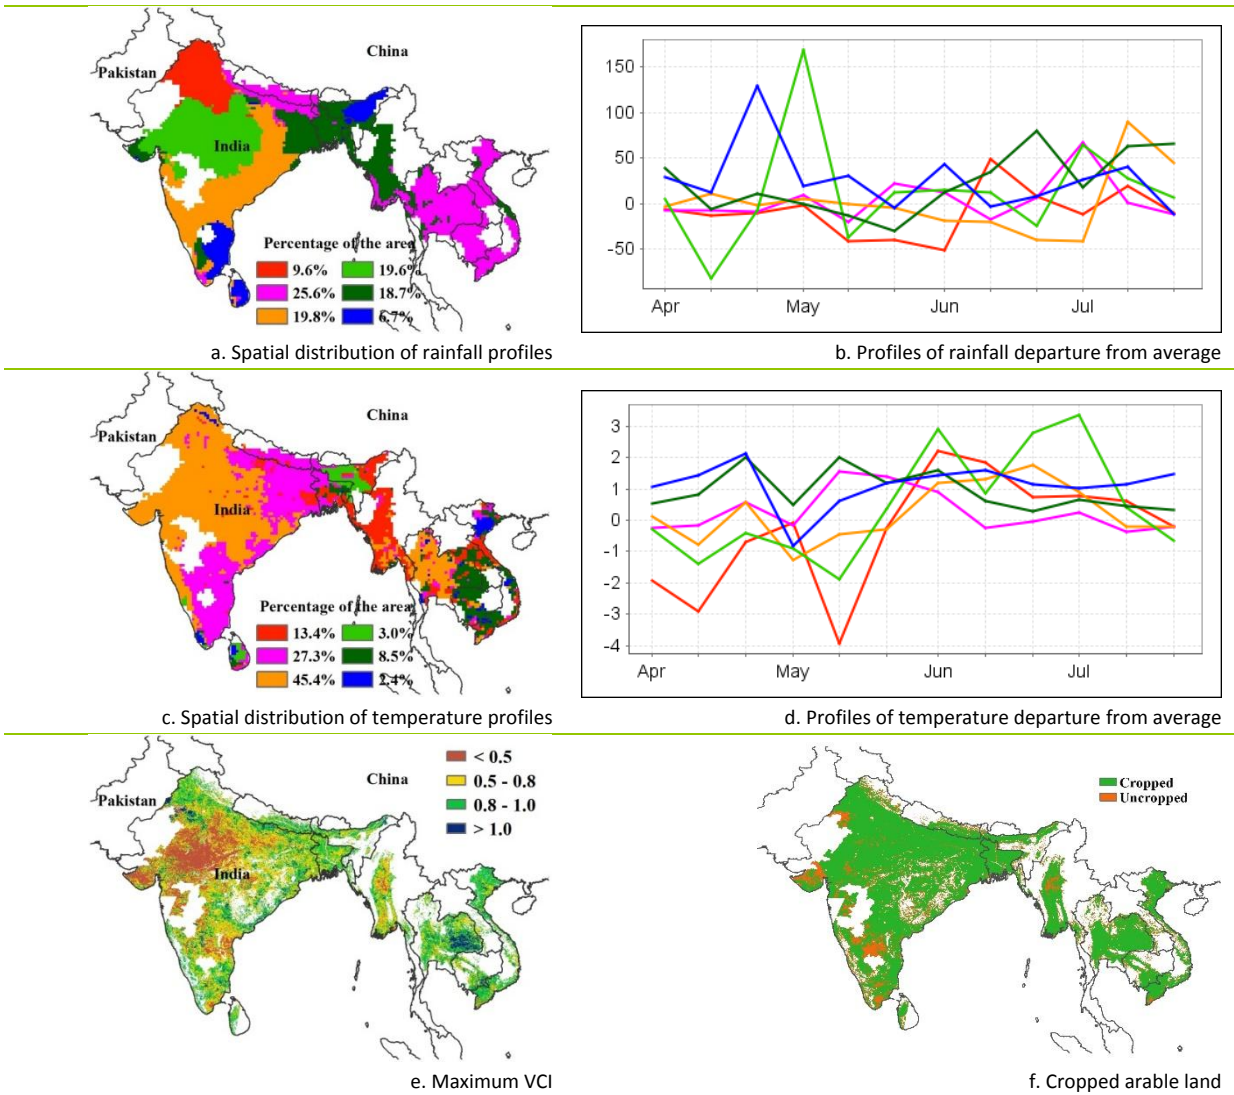 China
Pakistan
India
Percentage of the area
9.6% 19.6%
25.6% 18.7%
19.8% 6.7%
a. Spatial distribution of rainfall profiles
150
100
50
0
-50
Apr May Jun Jul
b. Profiles of rainfall departure from average
China
Pakistan
India
Percentage of the area
13.4% 3.0%
27.3% 8.5%
45.4% 2.4%
c. Spatial distribution of temperature profiles
3
2
1
0
-1
-2
-3
-4
Apr May Jun Jul
d. Profiles of temperature departure from average
< 0.5
China
0.5 - 0.8
Pakistan
0.8 - 1.0
> 1.0
India
e. Maximum VCI
Cropped
Uncropped
f. Cropped arable land